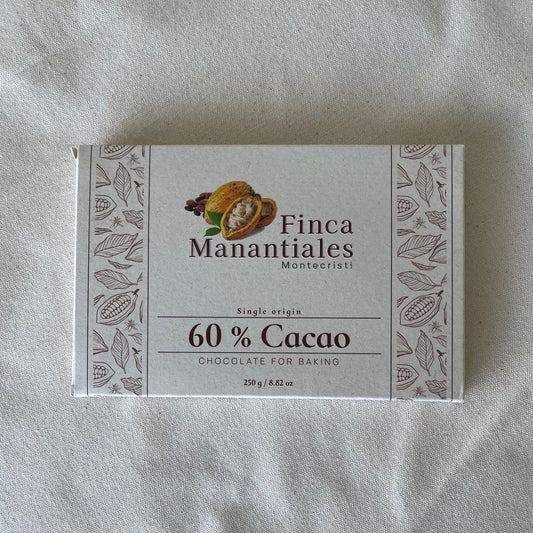 Finca
Manantiales
Montecristi
Single origin
60 % Cacao
CHOCOLATE FOR BAKING
250 g / 8.82 oz